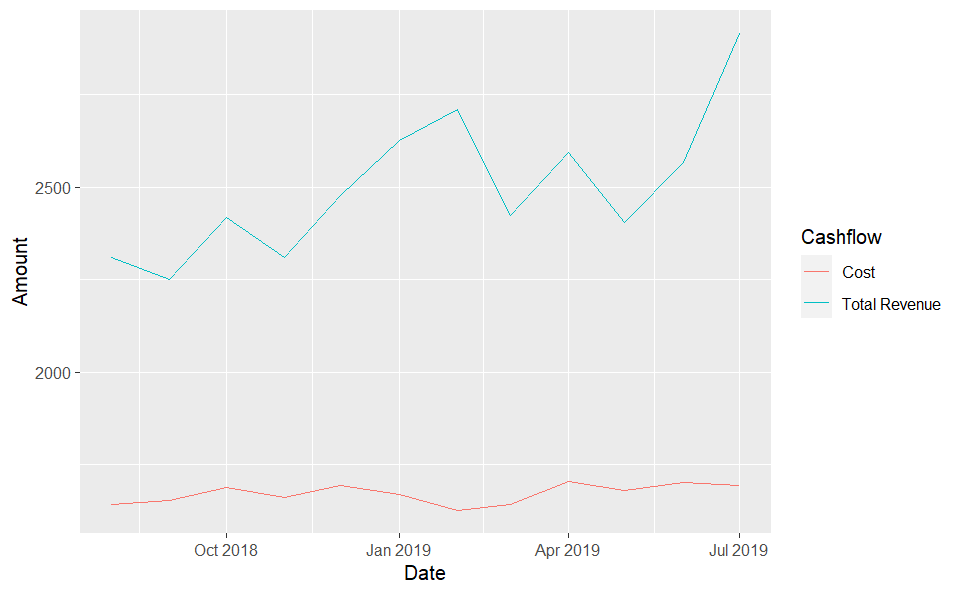 Amount
2500
2000
Oct 2018
Jan 2019
Apr 2019
Jul 2019
Date
Cashflow
Cost
Total Revenue